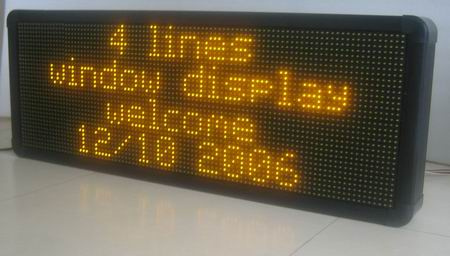 4 lines
window display
welcome
12/10 2006